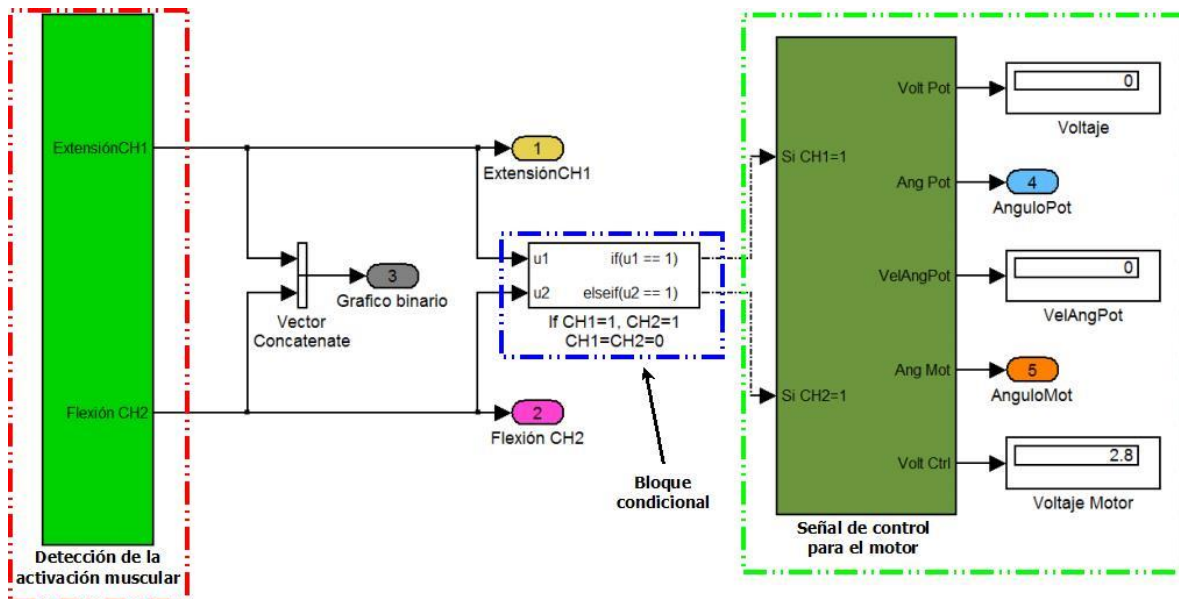 ExtensiónCH1
Flexión CH2
Detección de la
activación muscular
Vector
Concatenate
3
Grafico binario
1
ExtensiónCH1
u1
if(u1 == 1)
u2
elseif(u2 == 1)
If CH1=1, CH2=1
CH1=CH2=0
2
Flexión CH2
Bloque
condicional
Si CH1=1
Si CH2=1
Volt Pot
Ang Pot
VelAngPot
Ang Mot
Volt Ctrl
Señal de control
para el motor
0
Voltaje
4
AnguloPot
0
VelAngPot
5
AnguloMot
2.8
Voltaje Motor